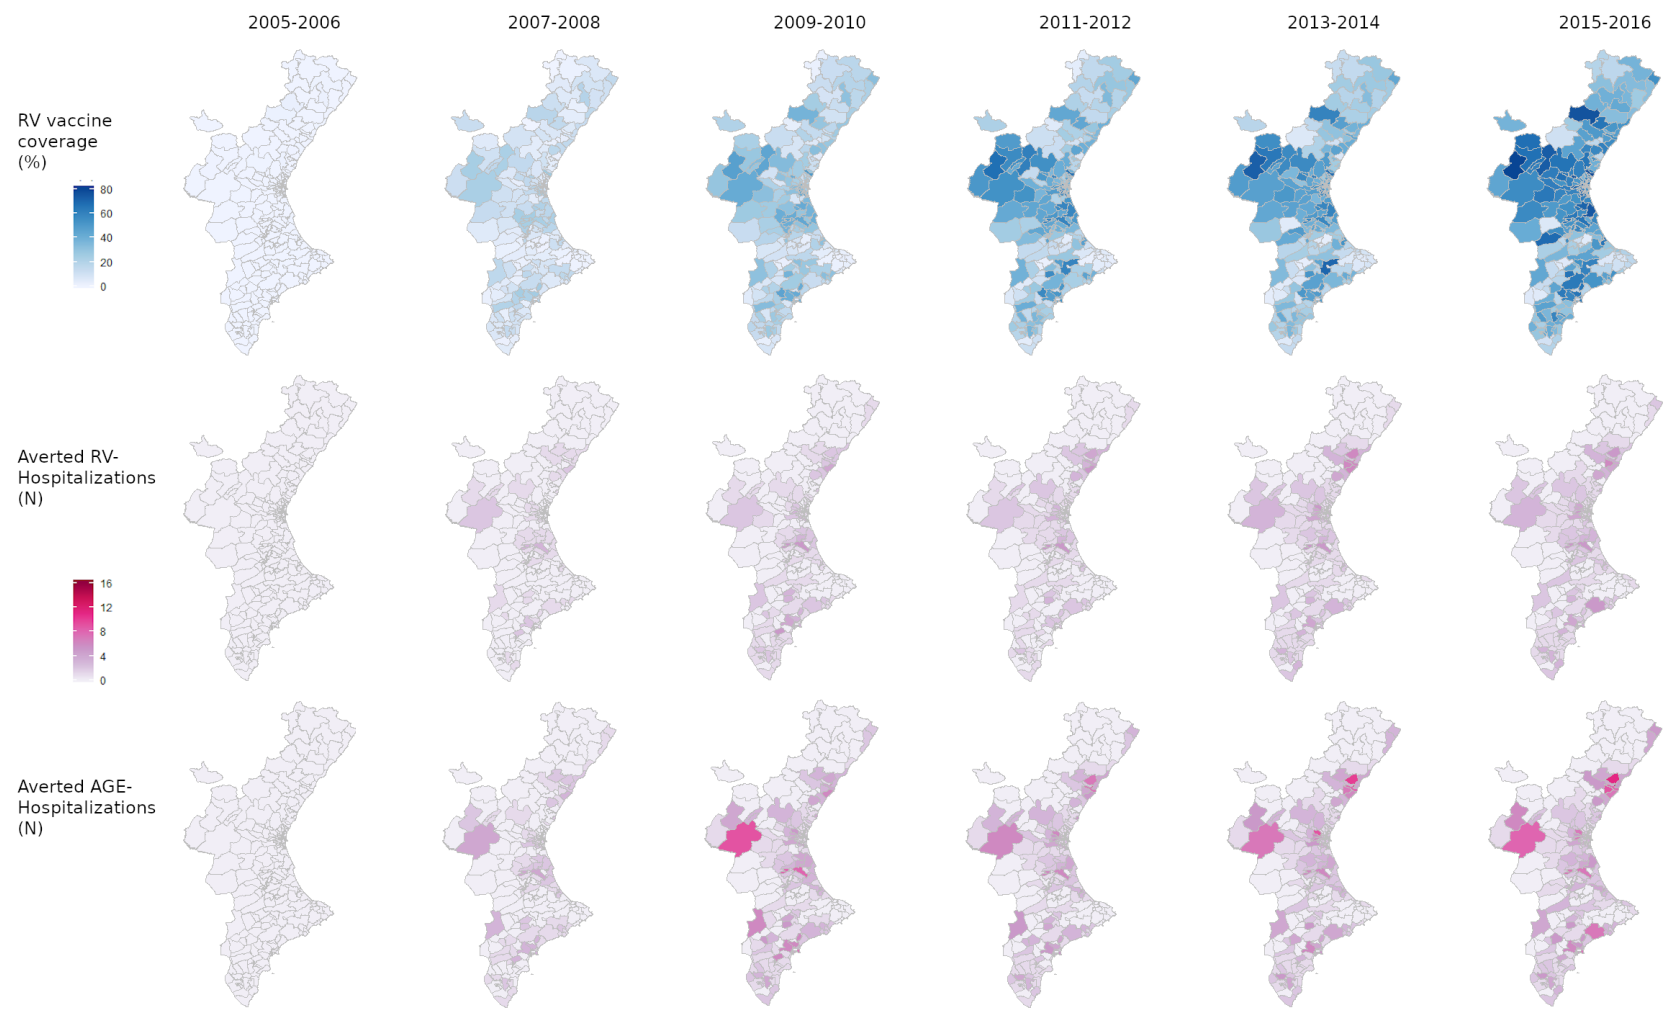 2005-2006 2007-2008 2009-2010 2011-2012 2013-2014 2015-2016
RV vaccine
coverage
(%)
80
60
40
20
0
Averted RV-
Hospitalizations
(N)
16
12
8
4
0
Averted AGE-
Hospitalizations
(N)